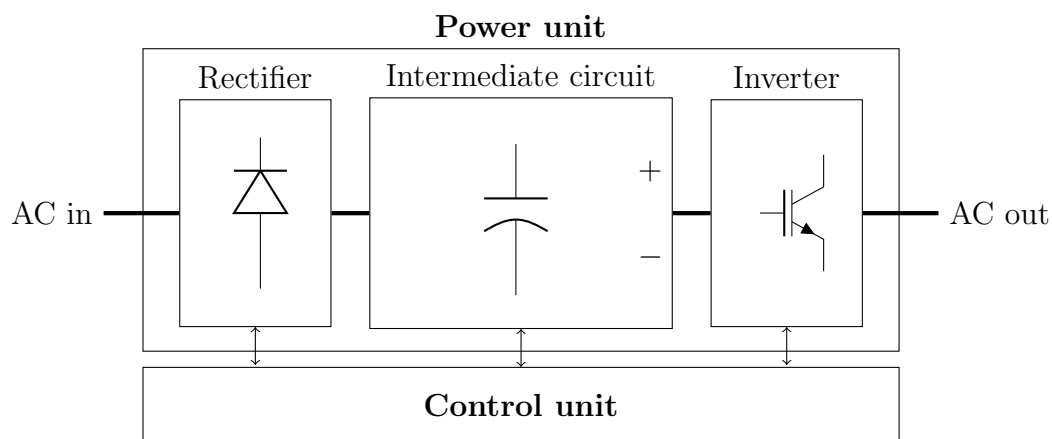 Power unit
Rectifier
Intermediate circuit
Inverter
+
AC in
AC out
−
Control unit